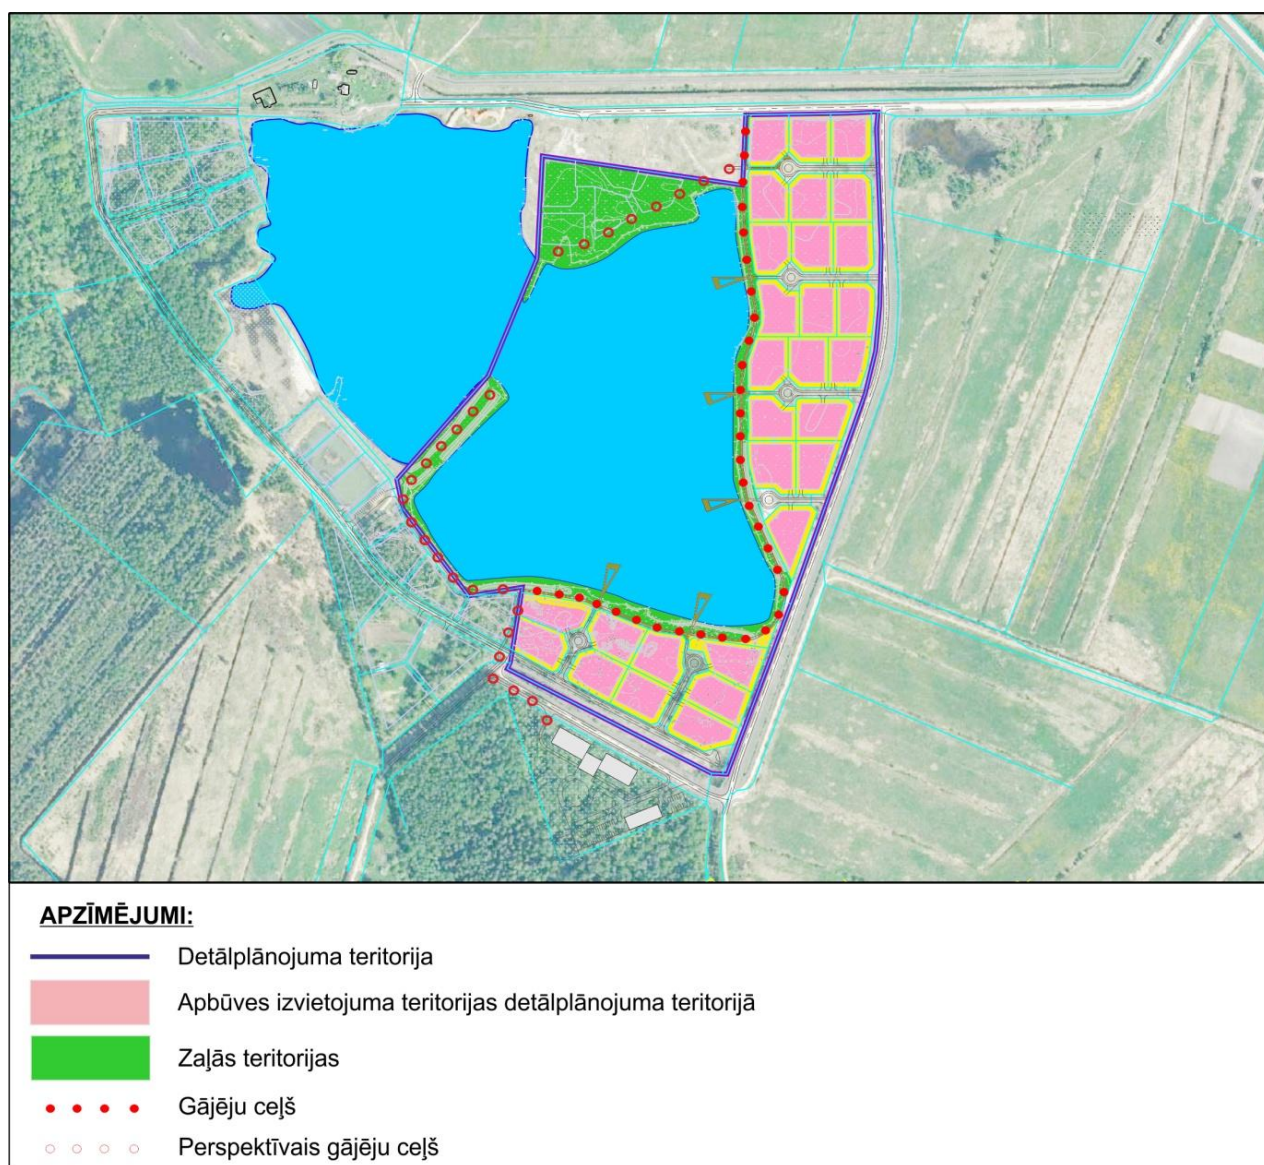 APZĪMĒJUMI:
Detālplānojuma teritorija
Apbūves izvietojuma teritorijas detālplānojuma teritorijā
Zaļās teritorijas
Gājēju ceļš
Perspektīvais gājēju ceļš